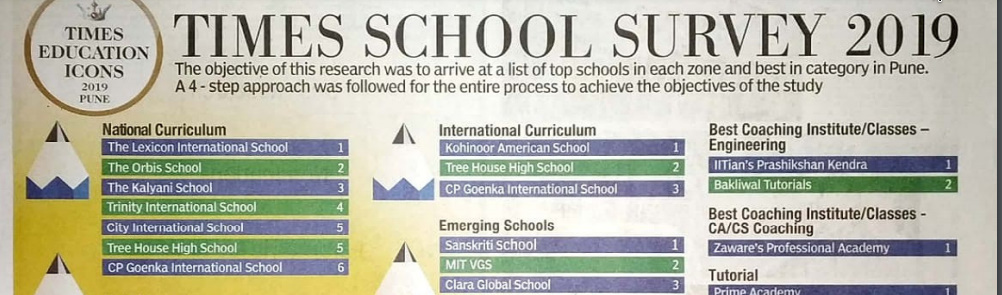 TIMES
EDUCATION
ICONS
2019
PUNE
TIMES SCHOOL SURVEY 2019
The objective of this research was to arrive at a list of top schools in each zone and best in category in Pune.
A 4 - step approach was followed for the entire process to achieve the objectives of the study
National Curriculum
The Lexicon International School 1
The Orbis School 2
The Kalyani School 3
Trinity International School 4
City International School 5
Tree House High School 5
CP Goenka International School 6
International Curriculum
Kohinoor American School 1
Tree House High School 2
CP Goenka International School 3
Emerging Schools
Sanskriti School 1
MIT VGS 2
Clara Global School 3
Best Coaching Institute/Classes –
Engineering
IITian's Prashikshan Kendra 1
Bakliwal Tutorials 2
Best Coaching Institute/Classes -
CA/CS Coaching
Zaware's Professional Academy 1
Tutorial
Prime Academy 1